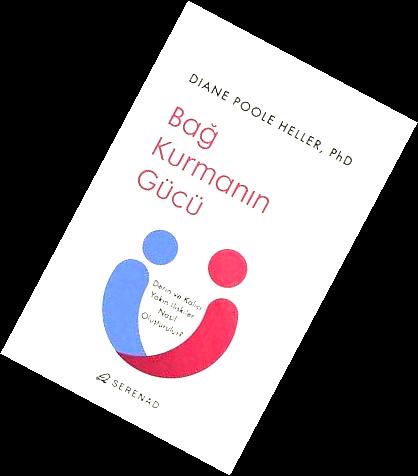 DIANE POOLE HELLER, PhD
Bağ
Kurmanın
Gücü
Derin ve Kalıcı
Yakın İlişkiler
Nasıl
Oluşturulur?
SERENAD